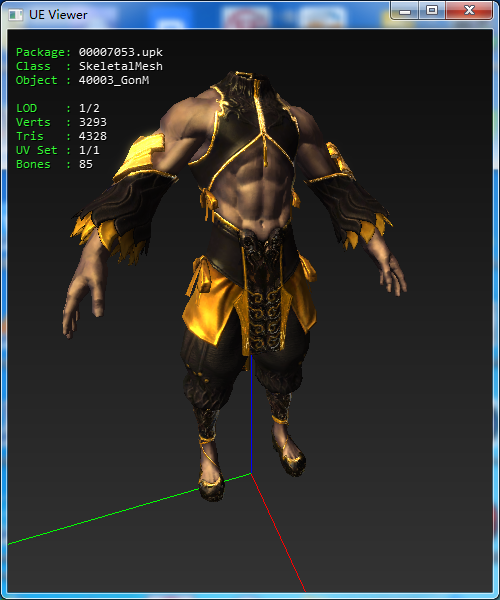 UE Viewer
Package: 00007053.upk
Class : SkeletalMesh
Object : 40003_GonM
LOD : 1/2
Verts : 3293
Tris : 4328
UV Set : 1/1
Bones : 85